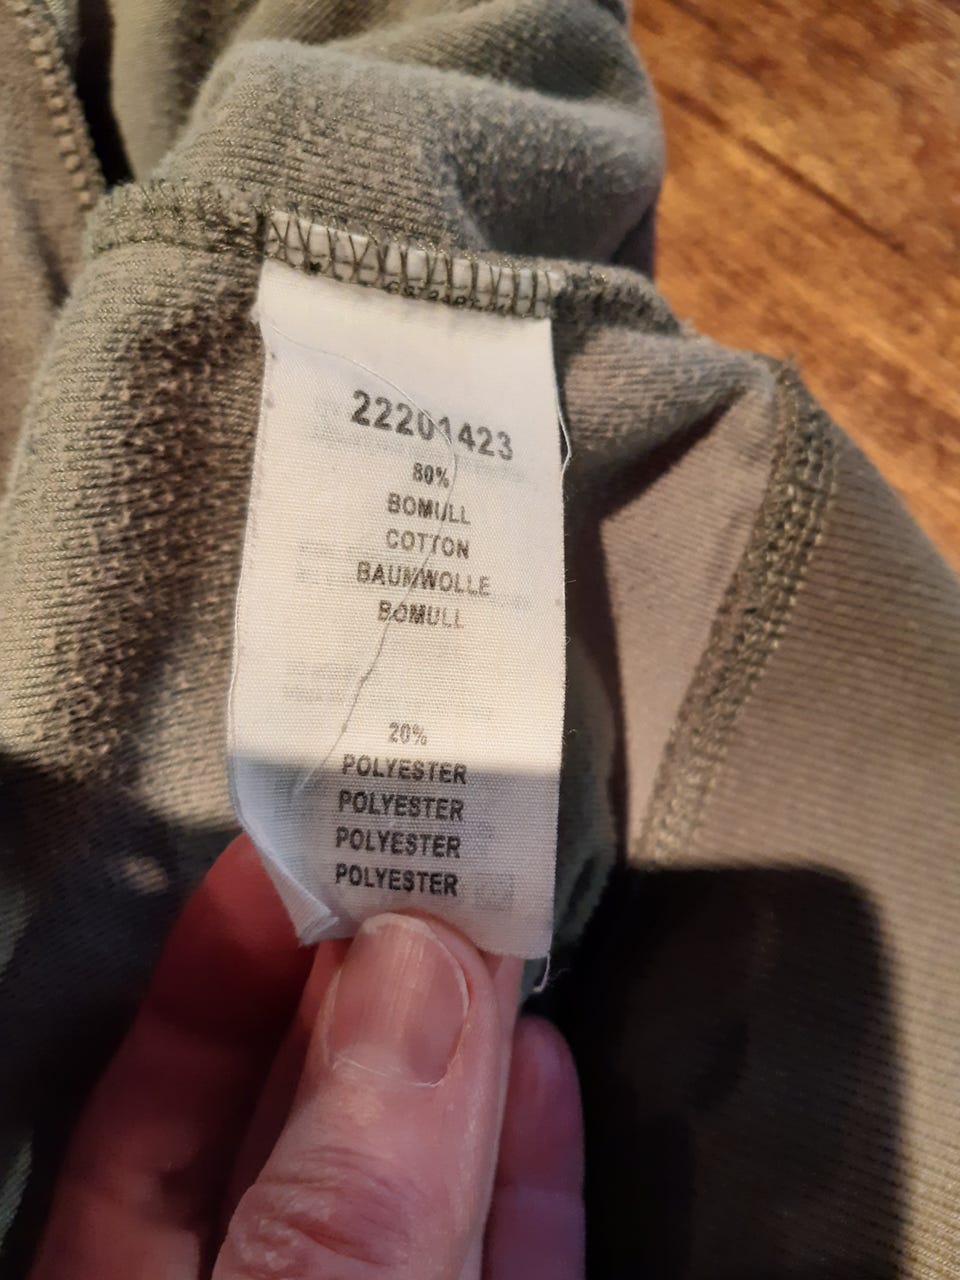 22201423
80%
BOMULL
COTTON
BAUMWOLLE
BOMULL
20%
POLYESTER
POLYESTER
POLYESTER
POLYESTER